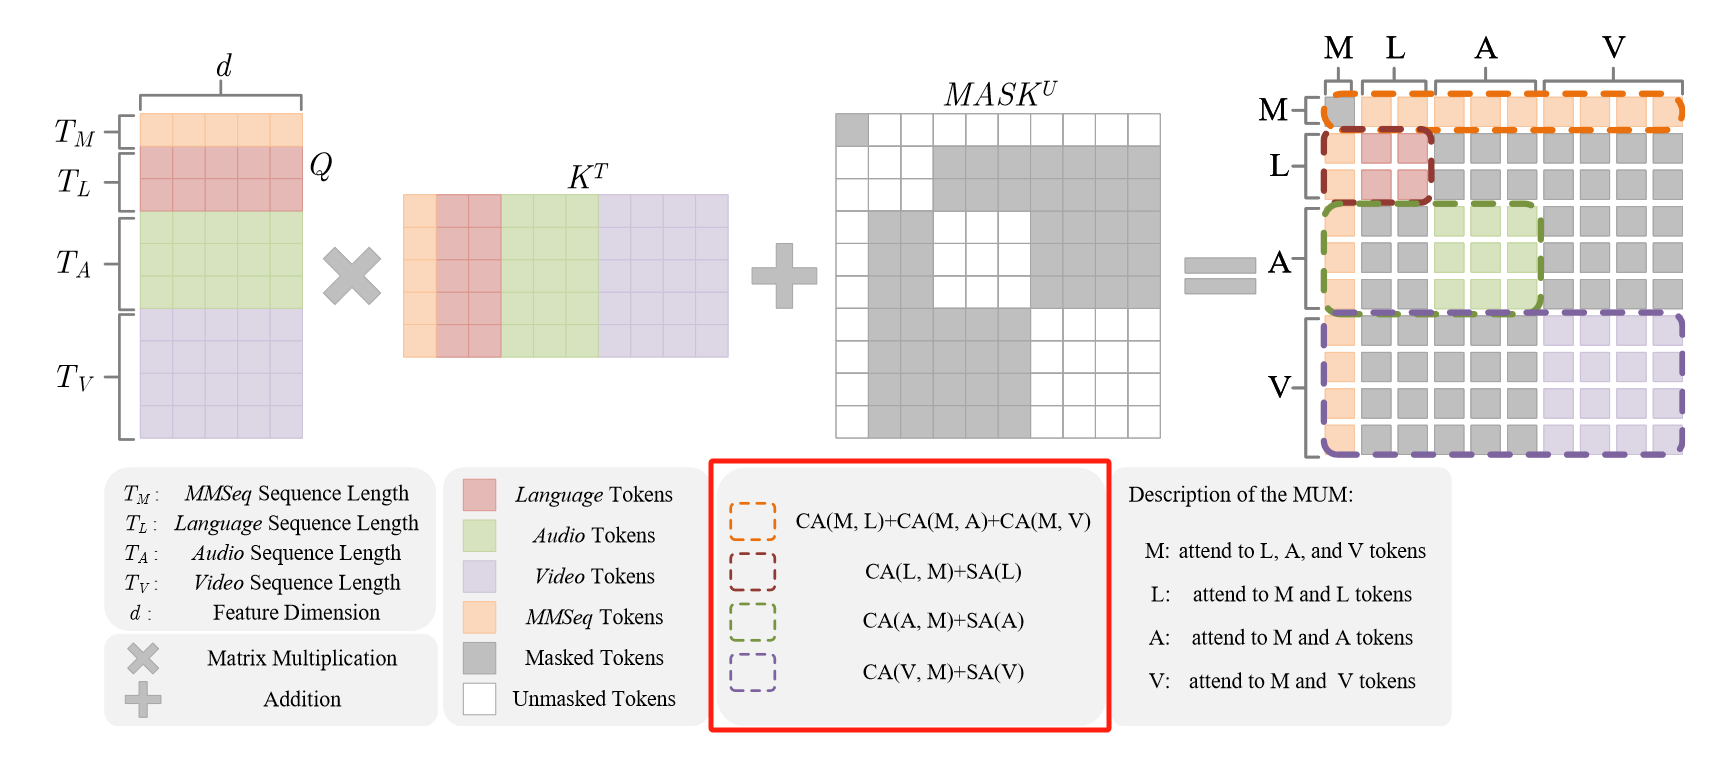 d
T_M
T_L
T_A
T_V
Q
K^T
MASK^U
M L A V
M
L
A
V
T_M : MMSeq Sequence Length
T_L : Language Sequence Length
T_A : Audio Sequence Length
T_V : Video Sequence Length
d : Feature Dimension
Matrix Multiplication
Addition
Language Tokens
Audio Tokens
Video Tokens
MMSeq Tokens
Masked Tokens
Unmasked Tokens
CA(M, L)+CA(M, A)+CA(M, V)
CA(L, M)+SA(L)
CA(A, M)+SA(A)
CA(V, M)+SA(V)
Description of the MUM:
M: attend to L, A, and V tokens
L: attend to M and L tokens
A: attend to M and A tokens
V: attend to M and V tokens